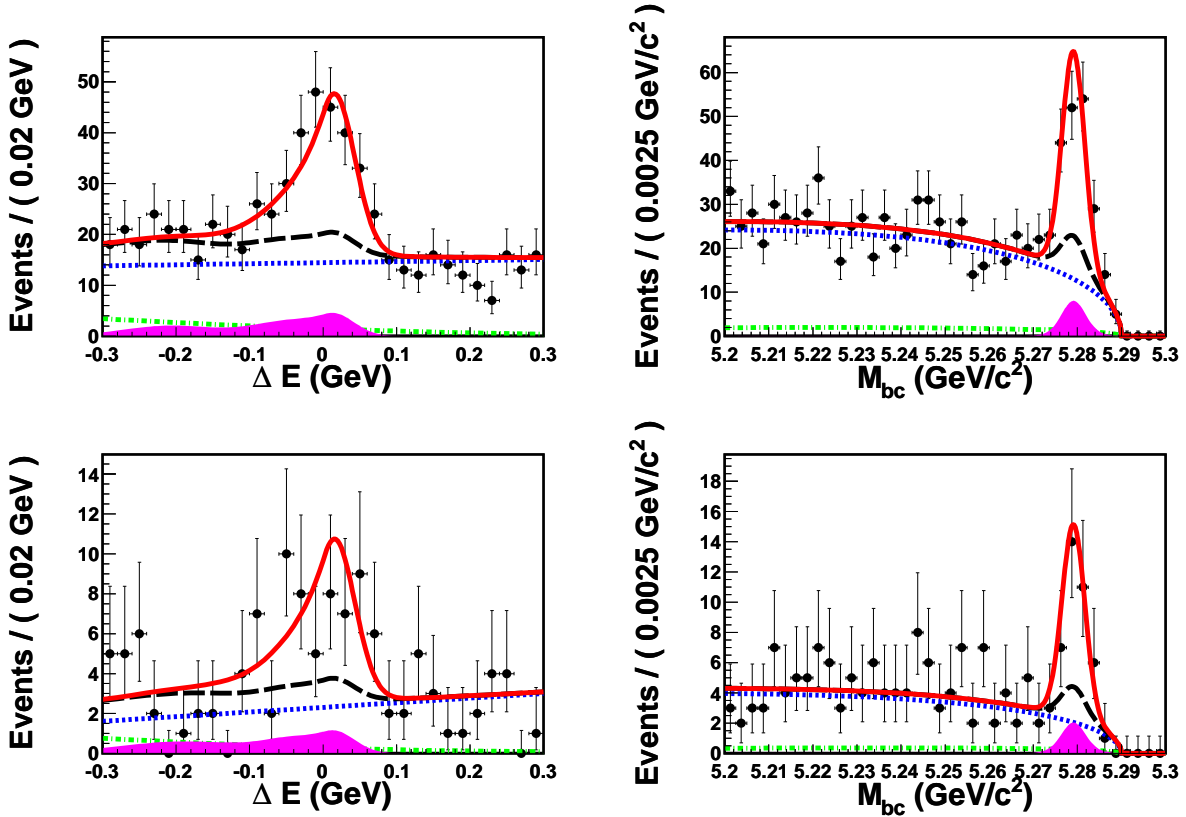 Events / ( 0.02 GeV )
50
40
30
20
10
0
-0.3 -0.2 -0.1 0 0.1 0.2 0.3
Δ E (GeV)
Events / ( 0.0025 GeV/c² )
60
50
40
30
20
10
0
5.2 5.21 5.22 5.23 5.24 5.25 5.26 5.27 5.28 5.29 5.3
M_bc (GeV/c²)
Events / ( 0.02 GeV )
14
12
10
8
6
4
2
0
-0.3 -0.2 -0.1 0 0.1 0.2 0.3
Δ E (GeV)
Events / ( 0.0025 GeV/c² )
18
16
14
12
10
8
6
4
2
0
5.2 5.21 5.22 5.23 5.24 5.25 5.26 5.27 5.28 5.29 5.3
M_bc (GeV/c²)